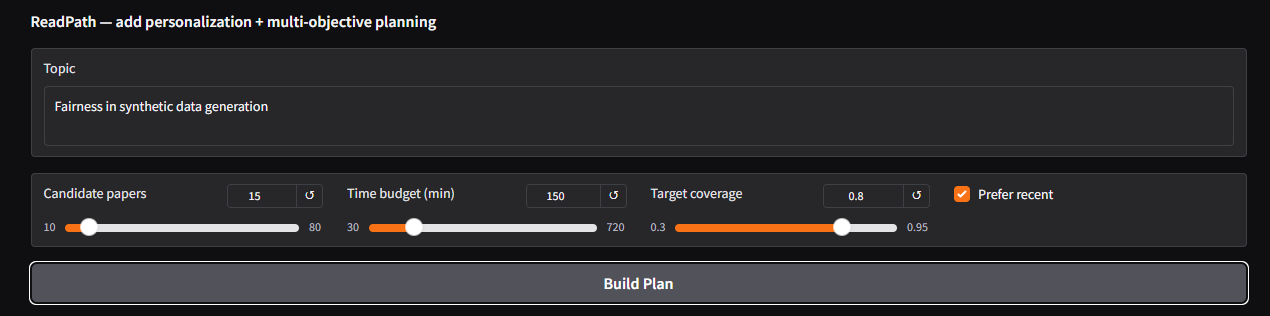 ReadPath — add personalization + multi-objective planning
Topic
Fairness in synthetic data generation
Candidate papers 15 ↺ Time budget (min) 150 ↺ Target coverage 0.8 ↺ Prefer recent
10 80 30 720 0.3 0.95
Build Plan